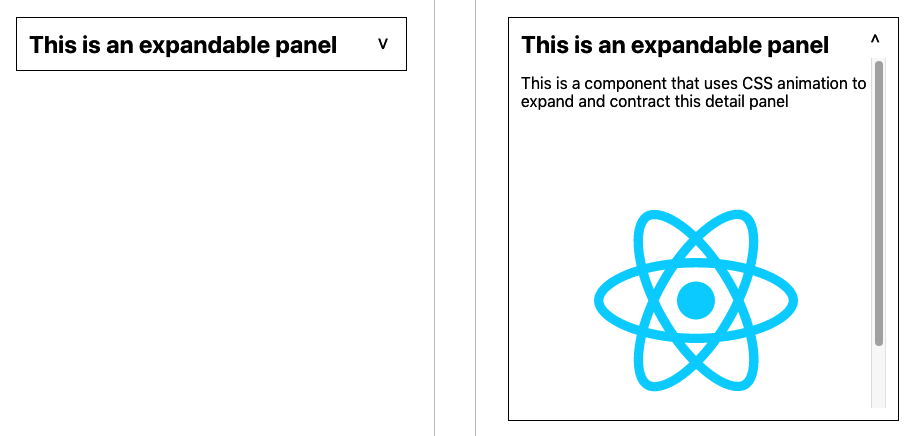 This is an expandable panel v
This is an expandable panel ^
This is a component that uses CSS animation to
expand and contract this detail panel